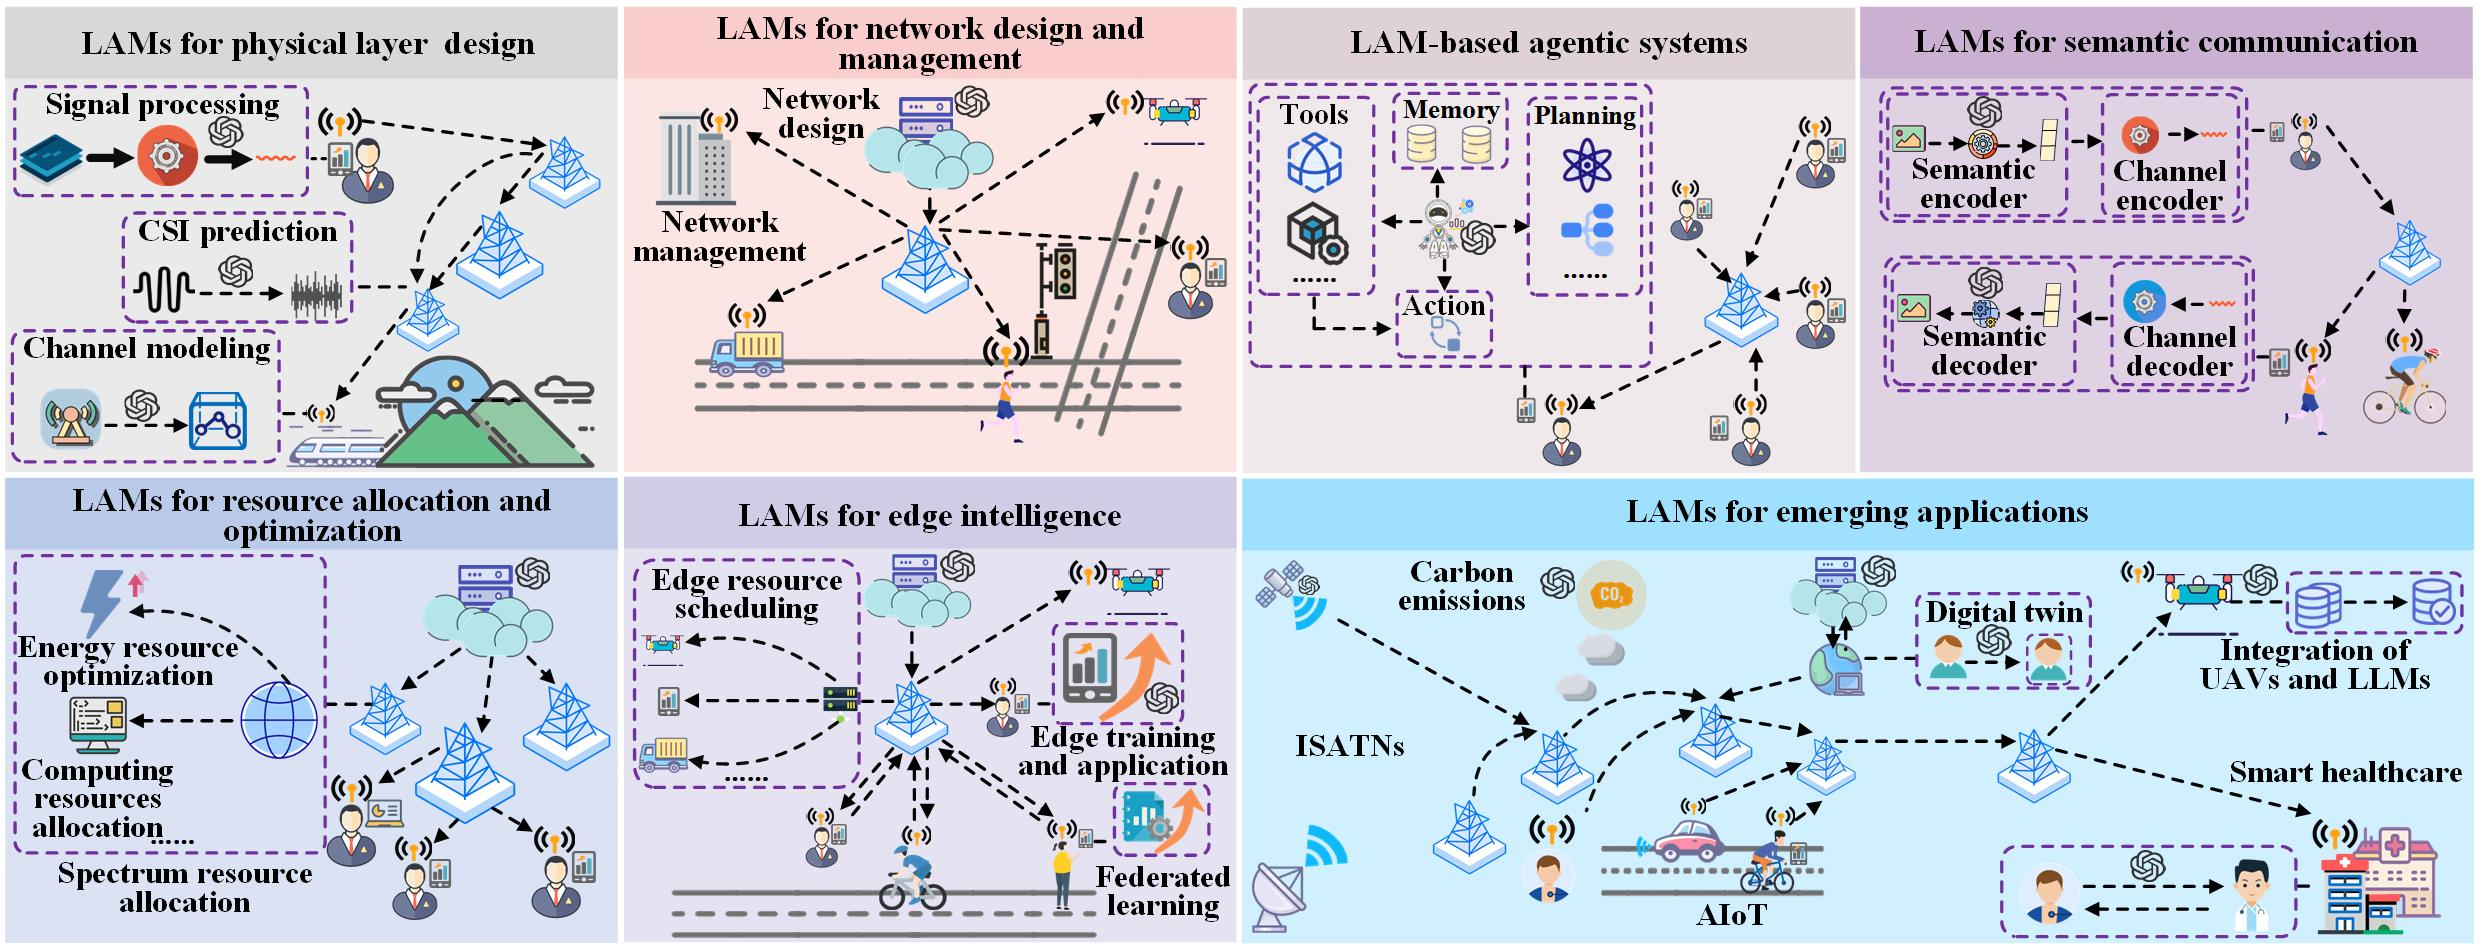 LAMs for physical layer design
Signal processing
CSI prediction
Channel modeling
LAMs for network design and
management
Network
design
Network
management
LAM-based agentic systems
Tools
......
Memory
Planning
......
Action
LAMs for semantic communication
Semantic
encoder
Channel
encoder
Semantic
decoder
Channel
decoder
LAMs for resource allocation and
optimization
Energy resource
optimization
Computing
resources
allocation
......
Spectrum resource
allocation
LAMs for edge intelligence
Edge resource
scheduling
......
Edge training
and application
Federated
learning
LAMs for emerging applications
Carbon
emissions
CO₂
Digital twin
Integration of
UAVs and LLMs
ISATNs
Smart healthcare
AIoT